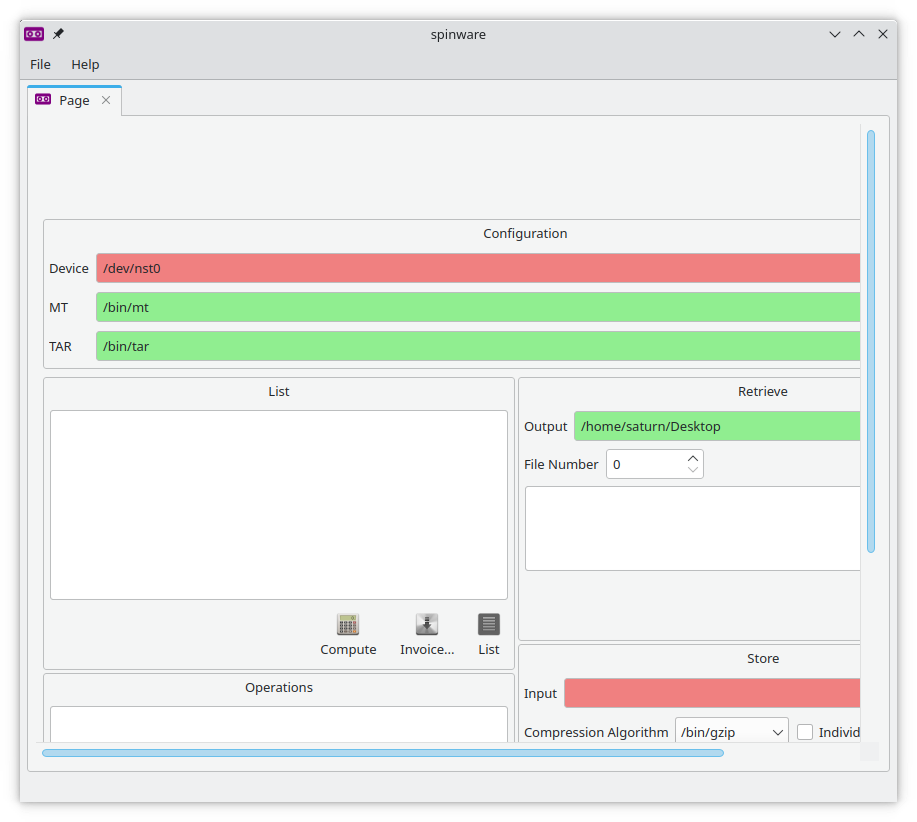 spinware
File Help
Page
Configuration
Device /dev/nst0
MT /bin/mt
TAR /bin/tar
List
Compute Invoice... List
Operations
Retrieve
Output /home/saturn/Desktop
File Number 0
Store
Input
Compression Algorithm /bin/gzip Individ